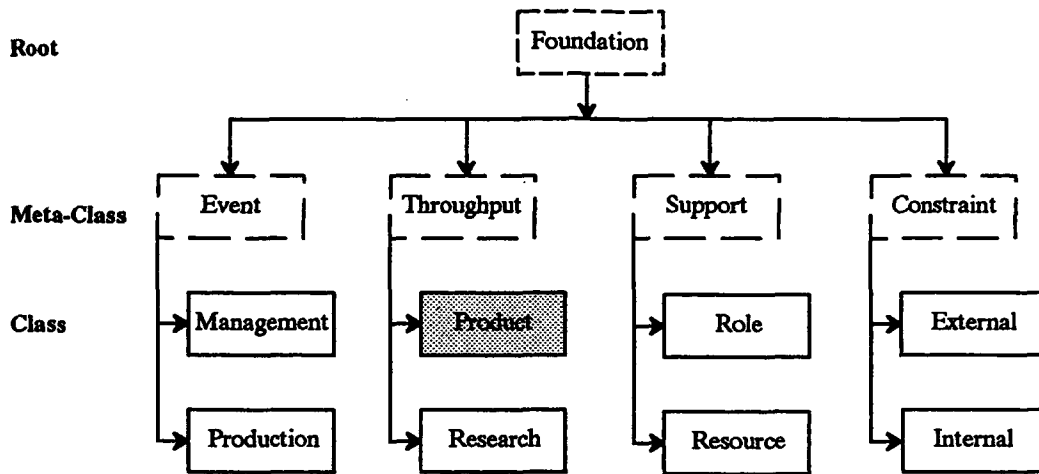 Root
Foundation
Meta-Class
Event
Throughput
Support
Constraint
Class
Management
Product
Role
External
Production
Research
Resource
Internal